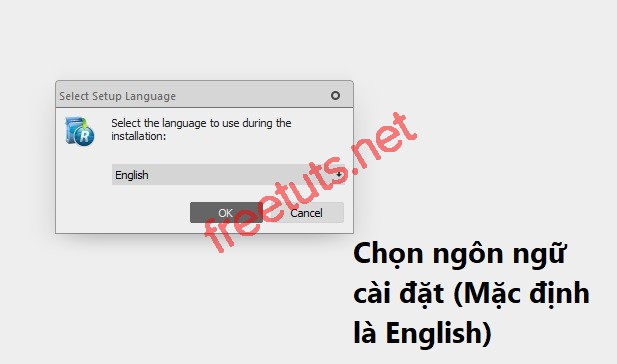 Select Setup Language
Select the language to use during the
installation:
English
OK
Cancel
freetuts.net
Chọn ngôn ngữ
cài đặt (Mặc định
là English)